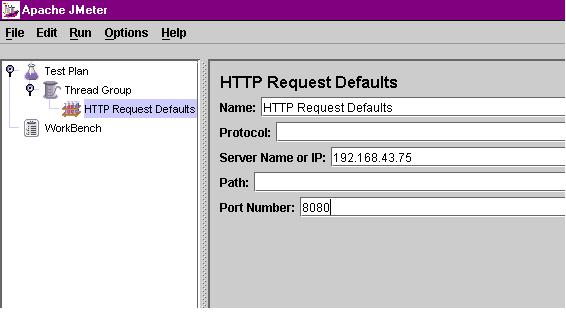 Apache JMeter
File Edit Run Options Help
Test Plan
Thread Group
HTTP Request Defaults
WorkBench
HTTP Request Defaults
Name: HTTP Request Defaults
Protocol:
Server Name or IP: 192.168.43.75
Path:
Port Number: 8080